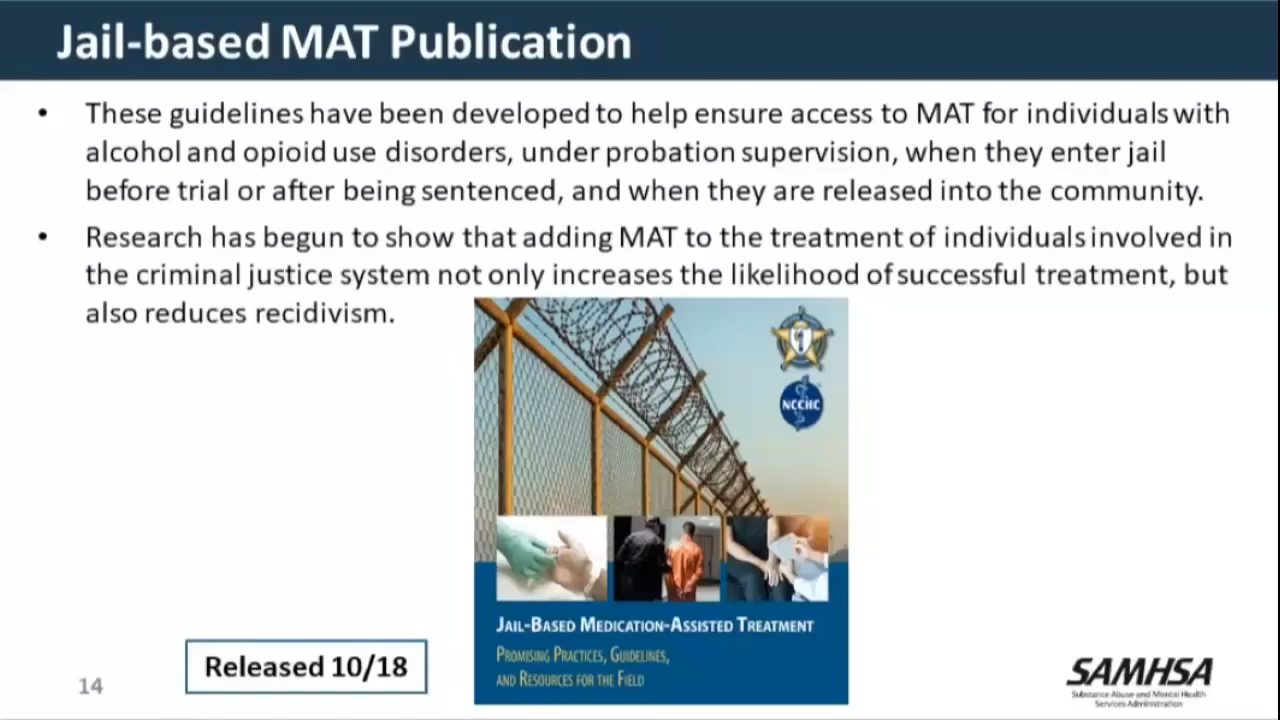 Jail-based MAT Publication
• These guidelines have been developed to help ensure access to MAT for individuals with
alcohol and opioid use disorders, under probation supervision, when they enter jail
before trial or after being sentenced, and when they are released into the community.
• Research has begun to show that adding MAT to the treatment of individuals involved in
the criminal justice system not only increases the likelihood of successful treatment, but
also reduces recidivism.
NCCHC
JAIL-BASED MEDICATION-ASSISTED TREATMENT
PROMISING PRACTICES, GUIDELINES,
AND RESOURCES FOR THE FIELD
Released 10/18
14
SAMHSA
Substance Abuse and Mental Health
Services Administration